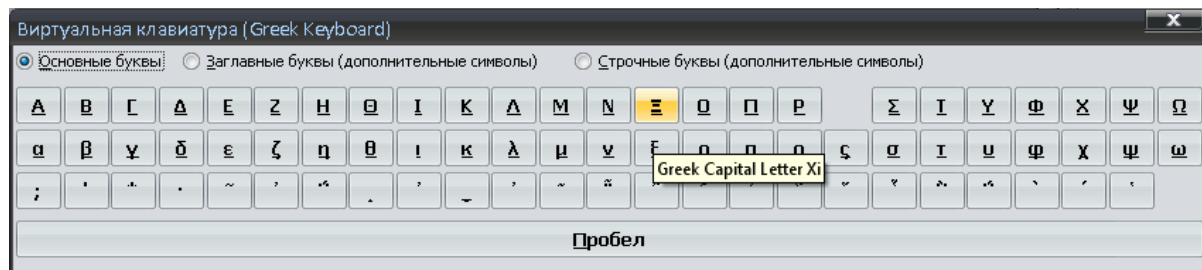 Виртуальная клавиатура (Greek Keyboard)
Основные буквы Заглавные буквы (дополнительные символы) Строчные буквы (дополнительные символы)
Α Β Γ Δ Ε Ζ Η Θ Ι Κ Λ Μ Ν Ξ Ο Π Ρ Σ Τ Υ Φ Χ Ψ Ω
α β γ δ ε ζ η θ ι κ λ μ ν ς σ τ υ φ χ ψ ω
Greek Capital Letter Xi
;
Пробел